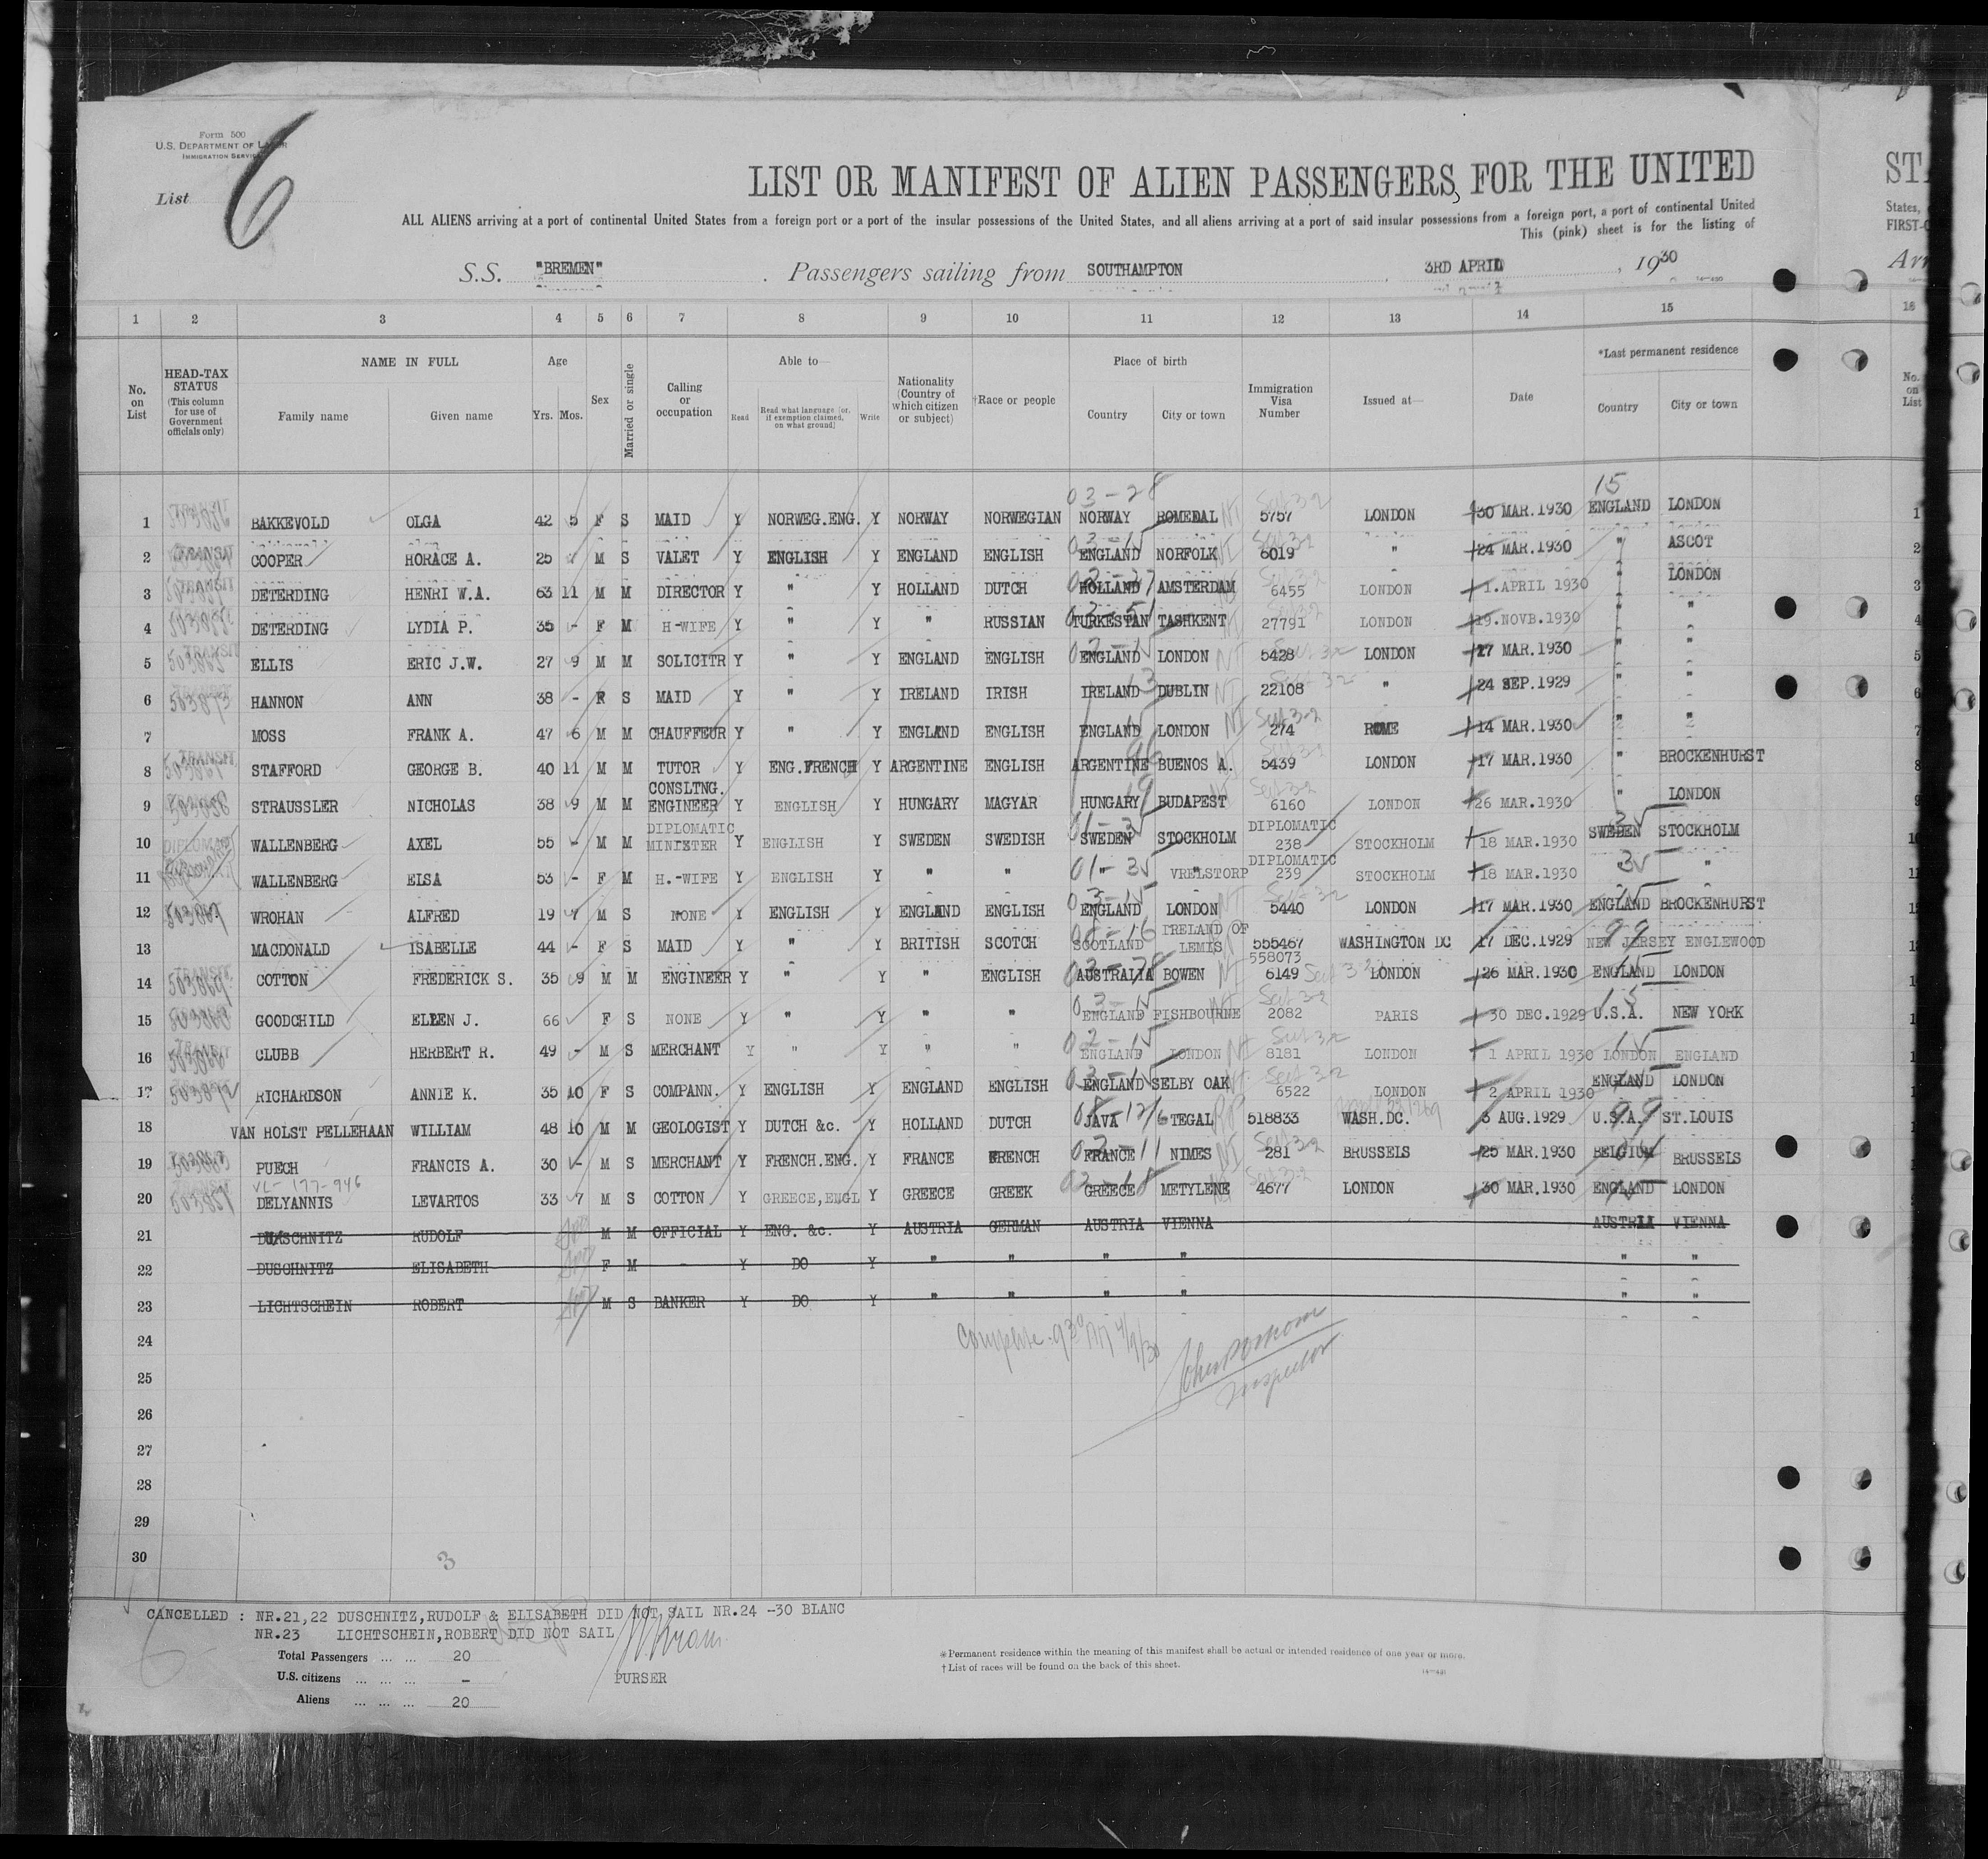 Form 500
U.S. DEPARTMENT OF LABOR
IMMIGRATION SERVICE
List 6
LIST OR MANIFEST OF ALIEN PASSENGERS FOR THE UNITED
ALL ALIENS arriving at a port of continental United States from a foreign port or a port of the insular possessions of the United States, and all aliens arriving at a port of said insular possessions from a foreign port, a port of continental United
This (pink) sheet is for the listing of
States,
S.S. "BREMEN" . Passengers sailing from SOUTHAMPTON , 3RD APRIL , 1930
1 2 3 4 5 6 7 8 9 10 11 12 13 14 15 16
No. on List
HEAD-TAX STATUS (This column for use of Government officials only)
NAME IN FULL
Family name Given name
Age
Yrs. Mos.
Sex
Married or single
Calling or occupation
Able to—
Read Read what language [or, if exemption claimed, on what ground] Write
Nationality (Country of which citizen or subject)
†Race or people
Place of birth
Country City or town
Immigration Visa Number
Issued at—
Date
*Last permanent residence
Country City or town
No. on List
1 BAKKEVOLD OLGA 42 5 F S MAID Y NORWEG.ENG. Y NORWAY NORWEGIAN NORWAY ROMEDAL 5757 LONDON 30 MAR.1930 ENGLAND LONDON
2 COOPER HORACE A. 25 M S VALET Y ENGLISH Y ENGLAND ENGLISH ENGLAND NORFOLK 6019 " 24 MAR.1930 " ASCOT
3 DETERDING HENRI W.A. 63 11 M M DIRECTOR Y " Y HOLLAND DUTCH HOLLAND AMSTERDAM 6455 LONDON 1.APRIL 1930 " LONDON
4 DETERDING LYDIA P. 35 - F M H-WIFE Y " Y " RUSSIAN TURKESTAN TASHKENT 27791 LONDON 19.NOVB.1930 " "
5 ELLIS ERIC J.W. 27 9 M M SOLICITR Y " Y ENGLAND ENGLISH ENGLAND LONDON 5428 LONDON 27 MAR.1930 " "
6 HANNON ANN 38 - F S MAID Y " Y IRELAND IRISH IRELAND DUBLIN 22108 " 24 SEP.1929 " "
7 MOSS FRANK A. 47 6 M M CHAUFFEUR Y " Y ENGLAND ENGLISH ENGLAND LONDON 274 ROME 14 MAR.1930 " "
8 STAFFORD GEORGE B. 40 11 M M TUTOR Y ENG.FRENCH Y ARGENTINE ENGLISH ARGENTINE BUENOS A. 5439 LONDON 17 MAR.1930 " BROCKENHURST
9 STRAUSSLER NICHOLAS 38 9 M M CONSLTNG. ENGINEER Y ENGLISH Y HUNGARY MAGYAR HUNGARY BUDAPEST 6160 LONDON 26 MAR.1930 " LONDON
10 WALLENBERG AXEL 55 - M M DIPLOMATIC MINISTER Y ENGLISH Y SWEDEN SWEDISH SWEDEN STOCKHOLM DIPLOMATIC 238 STOCKHOLM 18 MAR.1930 SWEDEN STOCKHOLM
11 WALLENBERG ELSA 53 - F M H.-WIFE Y ENGLISH Y " " " VRELSTORP DIPLOMATIC 239 STOCKHOLM 18 MAR.1930 "
12 WROHAN ALFRED 19 M S NONE Y ENGLISH Y ENGLAND ENGLISH ENGLAND LONDON 5440 LONDON 17 MAR.1930 ENGLAND BROCKENHURST
13 MACDONALD ISABELLE 44 - F S MAID Y " Y BRITISH SCOTCH SCOTLAND IRELAND OF LEMIS 555467 558073 WASHINGTON DC 17 DEC.1929 NEW JERSEY ENGLEWOOD
14 COTTON FREDERICK S. 35 9 M M ENGINEER Y " Y " ENGLISH AUSTRALIA BOWEN 6149 LONDON 26 MAR.1930 ENGLAND LONDON
15 GOODCHILD ELLEN J. 66 F S NONE Y " Y " " ENGLAND FISHBOURNE 2082 PARIS 30 DEC.1929 U.S.A. NEW YORK
16 CLUBB HERBERT R. 49 - M S MERCHANT Y " Y " " ENGLAND LONDON 8181 LONDON 1 APRIL 1930 LONDON ENGLAND
17 RICHARDSON ANNIE K. 35 10 F S COMPANN. Y ENGLISH Y ENGLAND ENGLISH ENGLAND SELBY OAK 6522 LONDON 2 APRIL 1930 ENGLAND LONDON
18 VAN HOLST PELLEHAAN WILLIAM 48 10 M M GEOLOGIST Y DUTCH &c. Y HOLLAND DUTCH JAVA TEGAL 518833 WASH.DC. 3 AUG.1929 U.S.A. ST.LOUIS
19 PUECH FRANCIS A. 30 - M S MERCHANT Y FRENCH.ENG. Y FRANCE FRENCH FRANCE NIMES 281 BRUSSELS 25 MAR.1930 BELGIUM BRUSSELS
VL- 177-946
20 DELYANNIS LEVARTOS 33 7 M S COTTON Y GREECE,ENGL Y GREECE GREEK GREECE METYLENE 4677 LONDON 30 MAR.1930 ENGLAND LONDON
21 DUSCHNITZ RUDOLF M M OFFICIAL Y ENG. &c. Y AUSTRIA GERMAN AUSTRIA VIENNA AUSTRIA VIENNA
22 DUSCHNITZ ELISABETH F M - Y DO Y " " " " " "
23 LICHTSCHEIN ROBERT M S BANKER Y DO Y " " " " " "
24
25
26
27
28
29
30
3
Inspector
CANCELLED : NR.21,22 DUSCHNITZ,RUDOLF & ELISABETH DID NOT SAIL NR.24 -30 BLANC
NR.23 LICHTSCHEIN,ROBERT DID NOT SAIL
Total Passengers ... ... 20
U.S. citizens ... ... ... -
Aliens ... ... ... 20
PURSER
*Permanent residence within the meaning of this manifest shall be actual or intended residence of one year or more.
†List of races will be found on the back of this sheet.